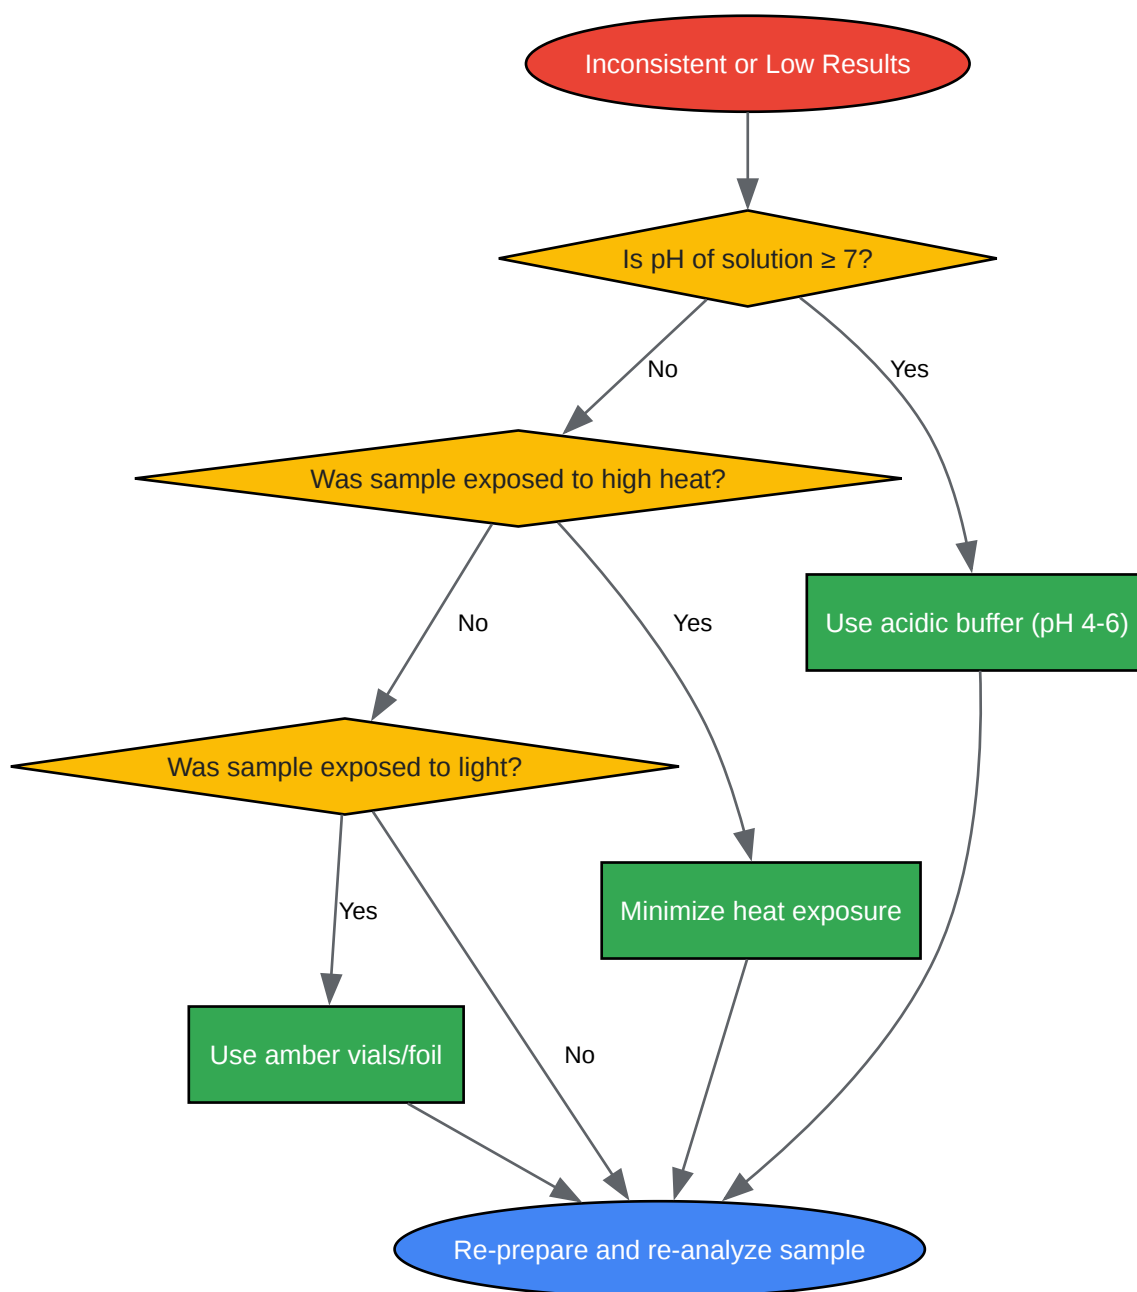 Inconsistent or Low Results
Is pH of solution ≥ 7?
No
Yes
Was sample exposed to high heat?
No
Yes
Use acidic buffer (pH 4-6)
Was sample exposed to light?
Yes
Minimize heat exposure
Use amber vials/foil
No
Re-prepare and re-analyze sample